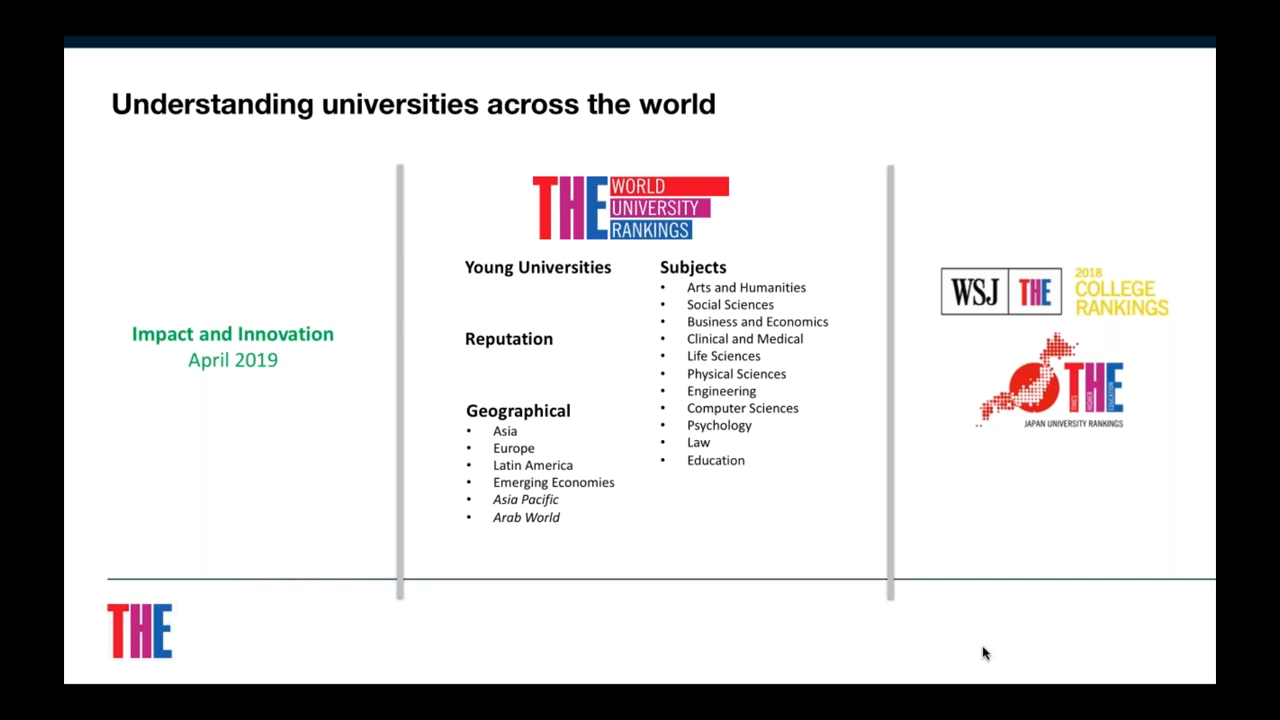 Understanding universities across the world
Impact and Innovation
April 2019
THE WORLD
UNIVERSITY
RANKINGS
Young Universities
Reputation
Geographical
• Asia
• Europe
• Latin America
• Emerging Economies
• Asia Pacific
• Arab World
Subjects
• Arts and Humanities
• Social Sciences
• Business and Economics
• Clinical and Medical
• Life Sciences
• Physical Sciences
• Engineering
• Computer Sciences
• Psychology
• Law
• Education
WSJ THE
2018
COLLEGE
RANKINGS
THE
TIMES
HIGHER
EDUCATION
JAPAN UNIVERSITY RANKINGS
THE